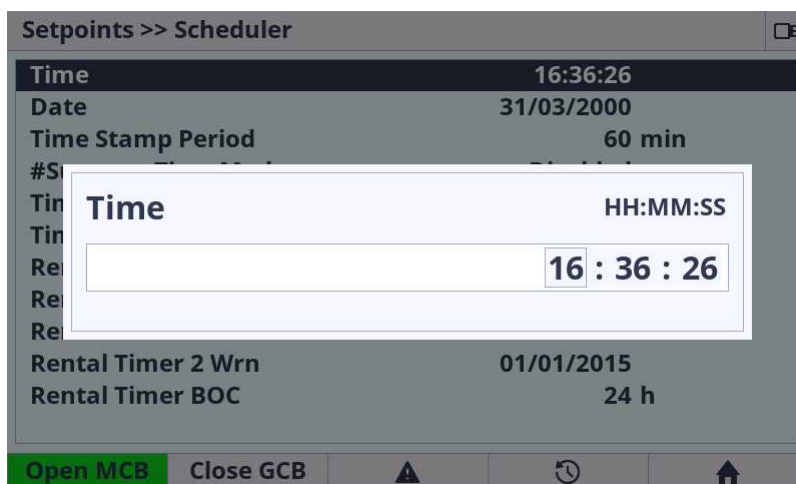 Setpoints >> Scheduler
Time 16:36:26
Date 31/03/2000
Time Stamp Period 60 min
Time HH:MM:SS
16 : 36 : 26
Rental Timer 2 Wrn 01/01/2015
Rental Timer BOC 24 h
Open MCB Close GCB